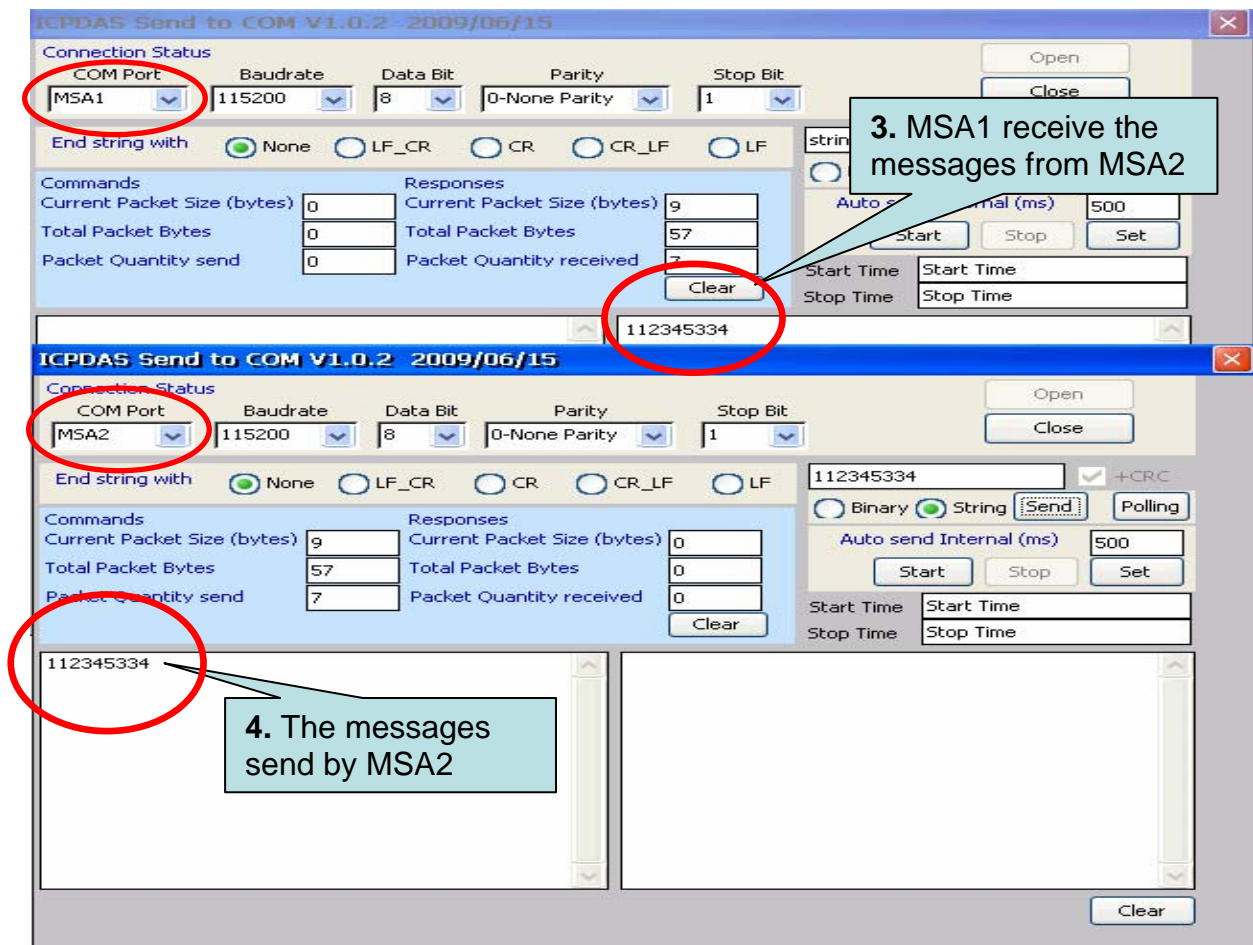 ICPDAS Send to COM V1.0.2 2009/06/15
Connection Status
COM Port Baudrate Data Bit Parity Stop Bit
Open
MSA1 115200 8 0-None Parity 1
Close
3. MSA1 receive the
messages from MSA2
End string with None LF_CR CR CR_LF LF
Commands Responses
Current Packet Size (bytes) 0 Current Packet Size (bytes) 9
Auto 500
Total Packet Bytes 0 Total Packet Bytes 57
Start Stop Set
Packet Quantity send 0 Packet Quantity received 7
Start Time Start Time
Clear
Stop Time Stop Time
112345334
ICPDAS Send to COM V1.0.2 2009/06/15
Connection Status
COM Port Baudrate Data Bit Parity Stop Bit
Open
MSA2 115200 8 0-None Parity 1
Close
End string with None LF_CR CR CR_LF LF
112345334 +CRC
Binary String Send Polling
Commands Responses
Current Packet Size (bytes) 9 Current Packet Size (bytes) 0
Auto send Internal (ms) 500
Total Packet Bytes 57 Total Packet Bytes 0
Start Stop Set
Packet Quantity send 7 Packet Quantity received 0
Start Time Start Time
Clear
Stop Time Stop Time
112345334
4. The messages
send by MSA2
Clear